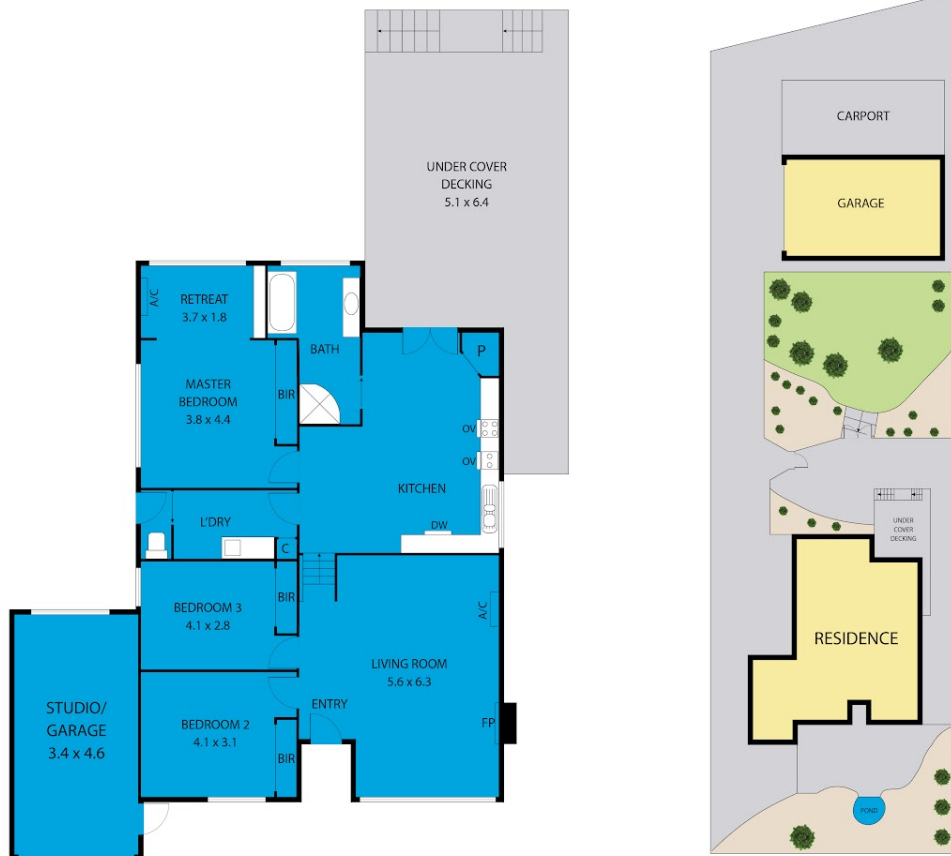 UNDER COVER
DECKING
5.1 x 6.4
A/C
RETREAT
3.7 x 1.8
BATH
P
MASTER
BEDROOM
3.8 x 4.4
BIR
OV
OV
KITCHEN
L'DRY
DW
C
BEDROOM 3
4.1 x 2.8
BIR
A/C
LIVING ROOM
5.6 x 6.3
STUDIO/
GARAGE
3.4 x 4.6
BEDROOM 2
4.1 x 3.1
ENTRY
FP
BIR
CARPORT
GARAGE
UNDER
COVER
DECKING
RESIDENCE
POND